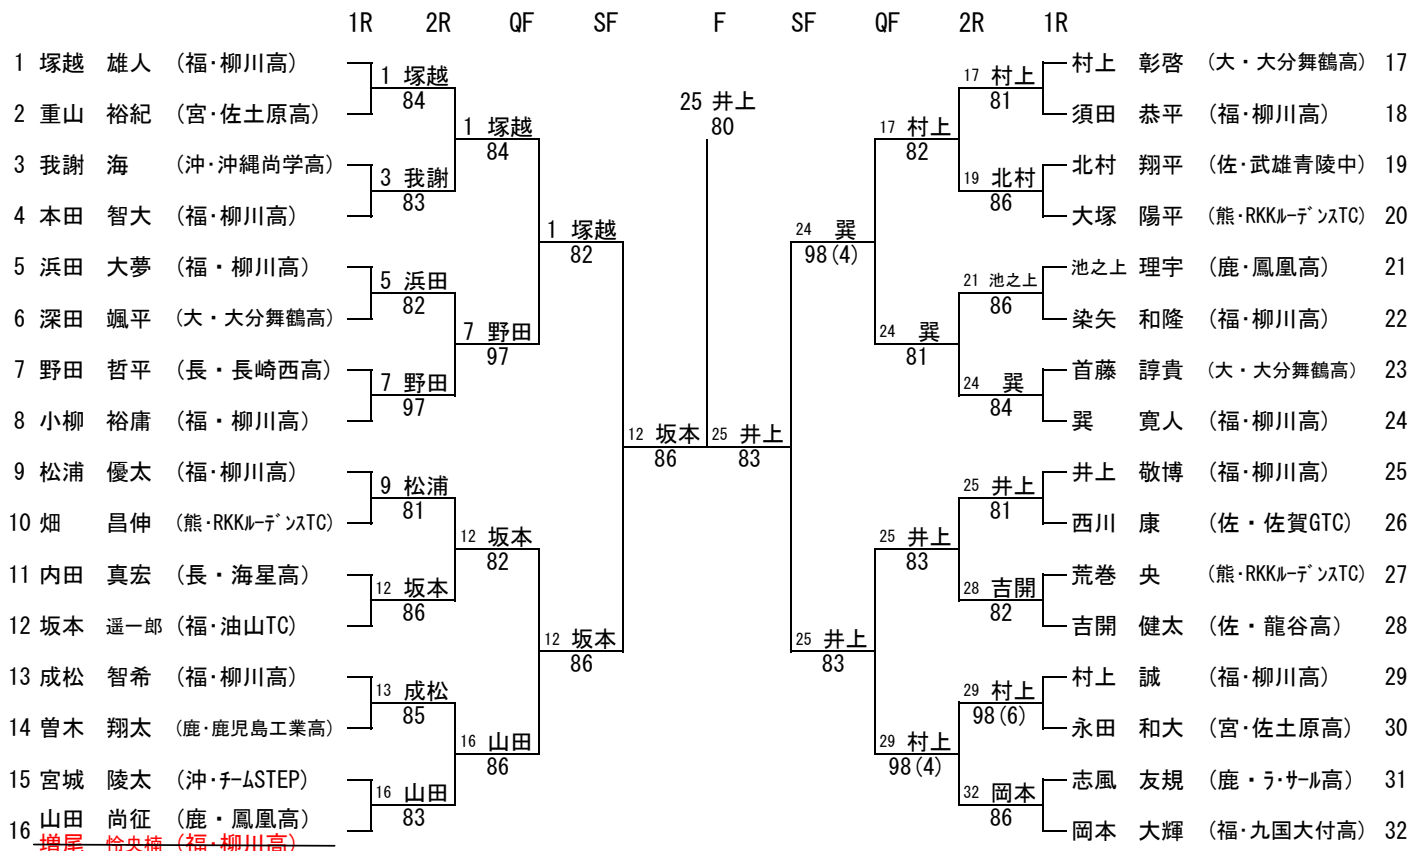 1R 2R QF SF F SF QF 2R 1R
1 塚越 雄人 (福・柳川高)
2 重山 裕紀 (宮・佐土原高)
3 我謝 海 (沖・沖縄尚学高)
4 本田 智大 (福・柳川高)
5 浜田 大夢 (福・柳川高)
6 深田 颯平 (大・大分舞鶴高)
7 野田 哲平 (長・長崎西高)
8 小柳 裕庸 (福・柳川高)
9 松浦 優太 (福・柳川高)
10 畑 昌伸 (熊・RKKルーデンスTC)
11 内田 真宏 (長・海星高)
12 坂本 遥一郎 (福・油山TC)
13 成松 智希 (福・柳川高)
14 曽木 翔太 (鹿・鹿児島工業高)
15 宮城 陵太 (沖・チームSTEP)
16 山田 尚征 (鹿・鳳凰高)
増尾 怜央楠 (福・柳川高)
1 塚越
84
3 我謝
83
5 浜田
82
7 野田
97
9 松浦
81
12 坂本
86
13 成松
85
16 山田
83
1 塚越
84
7 野田
97
12 坂本
82
16 山田
86
1 塚越
82
12 坂本
86
12 坂本
86
25 井上
80
25 井上
83
24 巽
98(4)
25 井上
83
17 村上
82
24 巽
81
25 井上
83
29 村上
98(4)
17 村上
81
19 北村
86
21 池之上
86
24 巽
84
25 井上
81
28 吉開
82
29 村上
98(6)
32 岡本
86
村上 彰啓 (大・大分舞鶴高) 17
須田 恭平 (福・柳川高) 18
北村 翔平 (佐・武雄青陵中) 19
大塚 陽平 (熊・RKKルーデンスTC) 20
池之上 理宇 (鹿・鳳凰高) 21
染矢 和隆 (福・柳川高) 22
首藤 諄貴 (大・大分舞鶴高) 23
巽 寛人 (福・柳川高) 24
井上 敬博 (福・柳川高) 25
西川 康 (佐・佐賀GTC) 26
荒巻 央 (熊・RKKルーデンスTC) 27
吉開 健太 (佐・龍谷高) 28
村上 誠 (福・柳川高) 29
永田 和大 (宮・佐土原高) 30
志風 友規 (鹿・ラ・サール高) 31
岡本 大輝 (福・九国大付高) 32